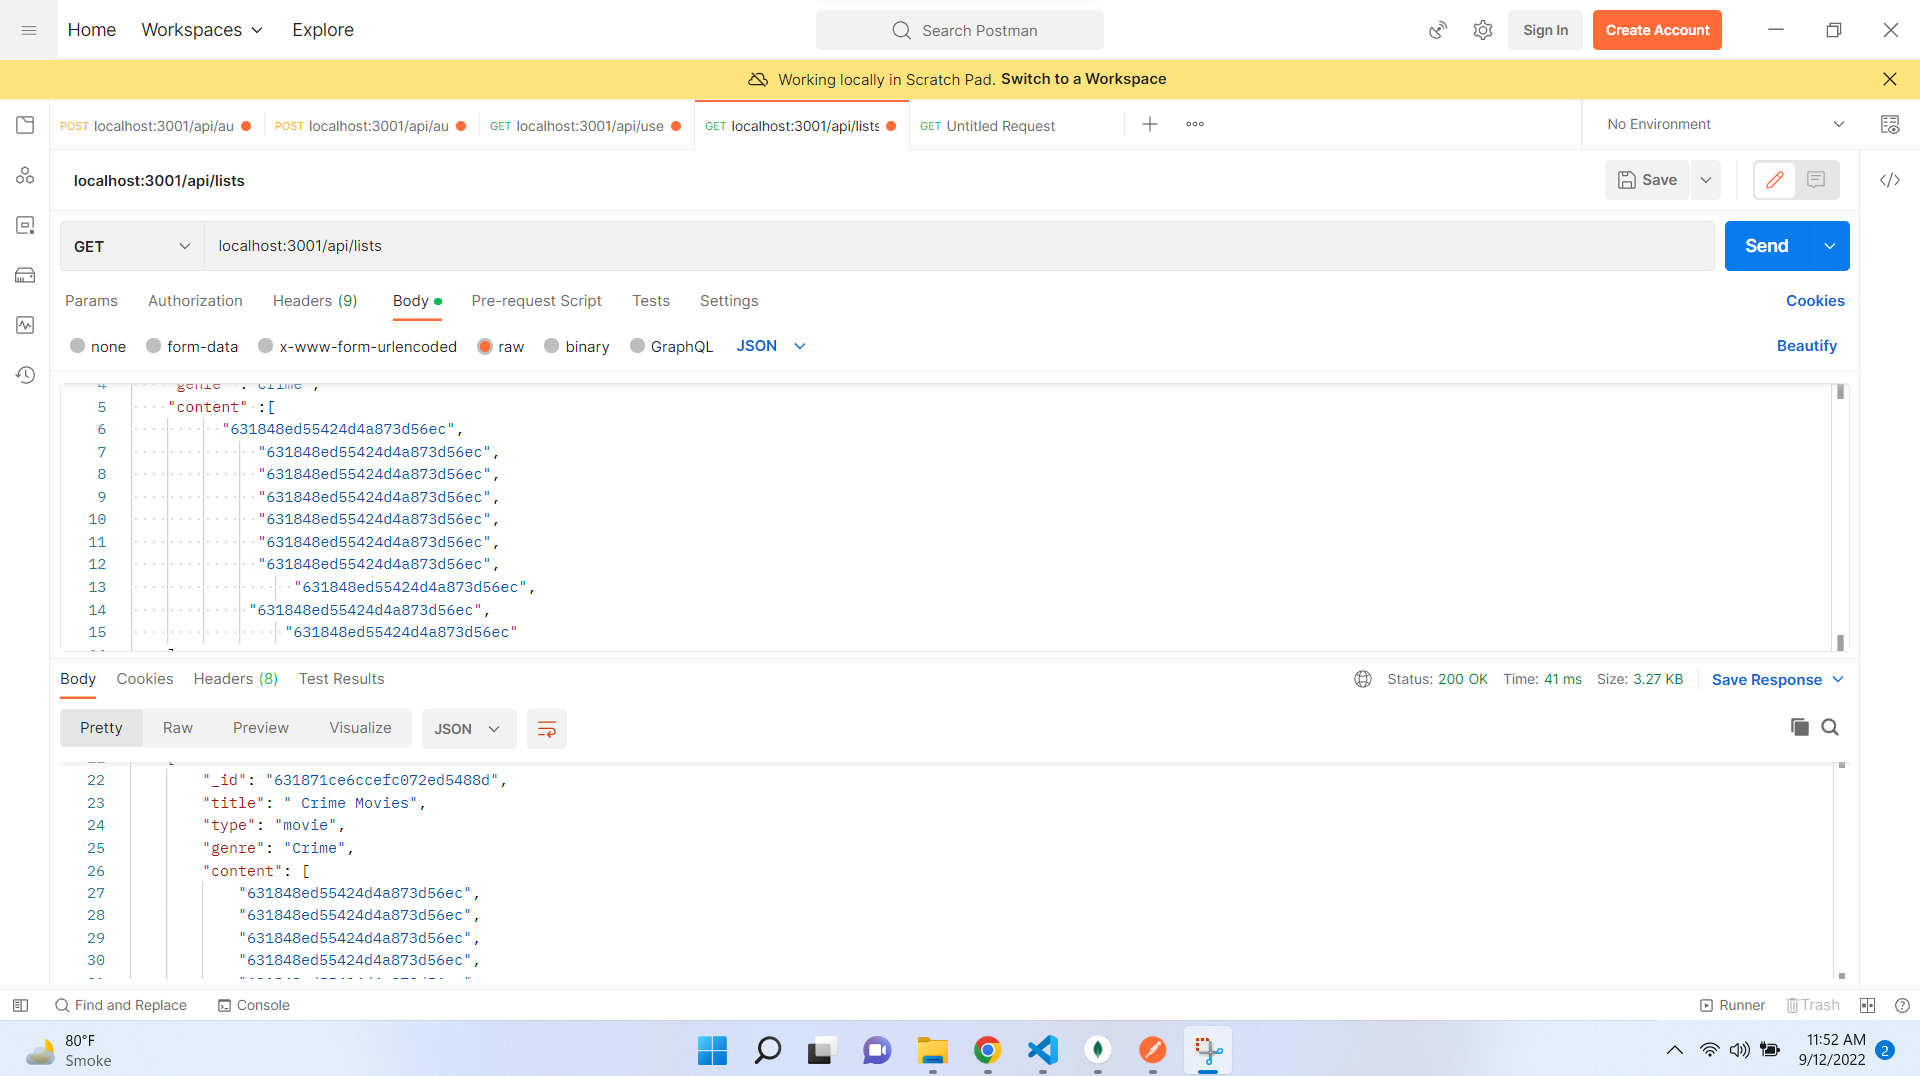 Home Workspaces Explore Search Postman Sign In Create Account
Working locally in Scratch Pad. Switch to a Workspace
POST localhost:3001/api/au POST localhost:3001/api/au GET localhost:3001/api/use GET localhost:3001/api/lists GET Untitled Request No Environment
localhost:3001/api/lists Save
GET localhost:3001/api/lists Send
Params Authorization Headers (9) Body Pre-request Script Tests Settings Cookies
none form-data x-www-form-urlencoded raw binary GraphQL JSON Beautify
4 "genre" :"Crime",
5 "content" :[
6 "631848ed55424d4a873d56ec",
7 "631848ed55424d4a873d56ec",
8 "631848ed55424d4a873d56ec",
9 "631848ed55424d4a873d56ec",
10 "631848ed55424d4a873d56ec",
11 "631848ed55424d4a873d56ec",
12 "631848ed55424d4a873d56ec",
13 "631848ed55424d4a873d56ec",
14 "631848ed55424d4a873d56ec",
15 "631848ed55424d4a873d56ec"
Body Cookies Headers (8) Test Results Status: 200 OK Time: 41 ms Size: 3.27 KB Save Response
Pretty Raw Preview Visualize JSON
22 "_id": "631871ce6ccefc072ed5488d",
23 "title": " Crime Movies",
24 "type": "movie",
25 "genre": "Crime",
26 "content": [
27 "631848ed55424d4a873d56ec",
28 "631848ed55424d4a873d56ec",
29 "631848ed55424d4a873d56ec",
30 "631848ed55424d4a873d56ec",
Find and Replace Console Runner Trash
80°F
Smoke
11:52 AM
9/12/2022 2